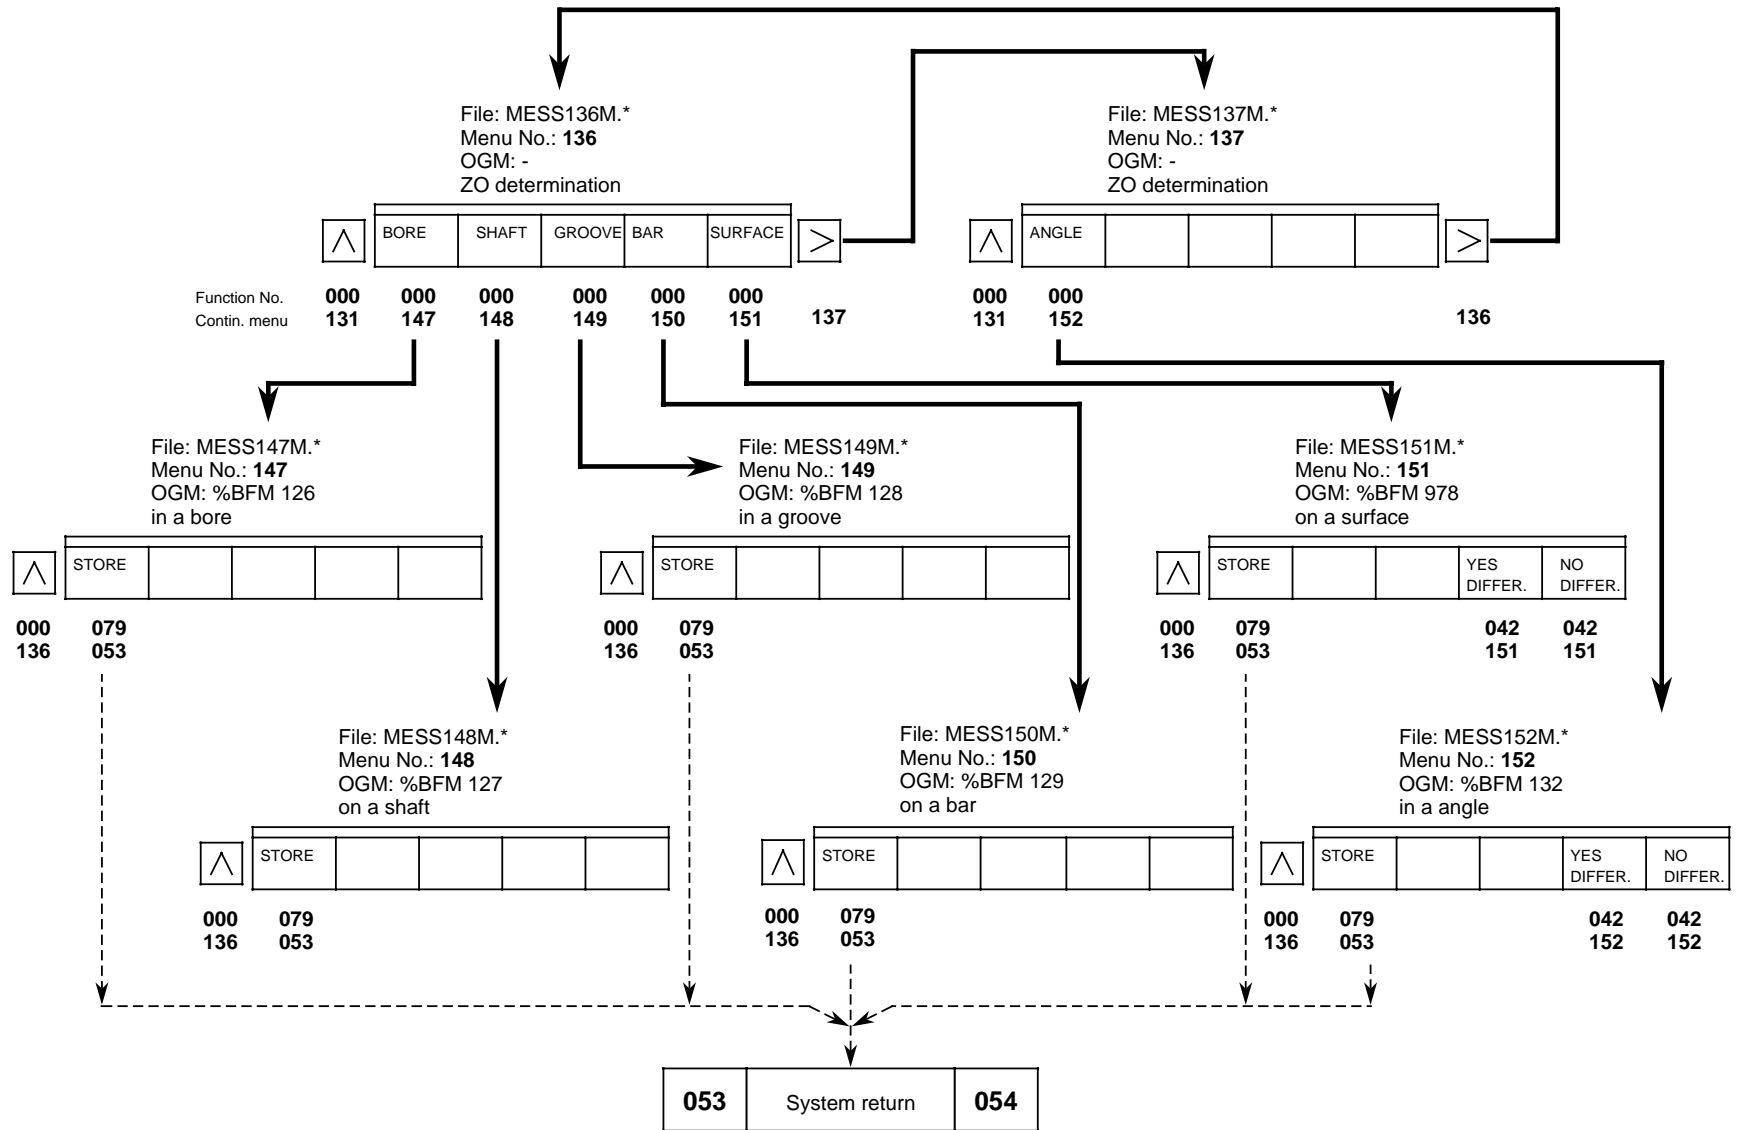 File: MESS136M.*
Menu No.: 136
OGM: -
ZO determination
File: MESS137M.*
Menu No.: 137
OGM: -
ZO determination
BORE SHAFT GROOVE BAR SURFACE
ANGLE
Function No. 000 000 000 000 000 000
Contin. menu 131 147 148 149 150 151 137
000 000
131 152 136
File: MESS147M.*
Menu No.: 147
OGM: %BFM 126
in a bore
File: MESS149M.*
Menu No.: 149
OGM: %BFM 128
in a groove
File: MESS151M.*
Menu No.: 151
OGM: %BFM 978
on a surface
STORE
000 079
136 053
STORE
000 079
136 053
STORE YES DIFFER. NO DIFFER.
000 079 042 042
136 053 151 151
File: MESS148M.*
Menu No.: 148
OGM: %BFM 127
on a shaft
File: MESS150M.*
Menu No.: 150
OGM: %BFM 129
on a bar
File: MESS152M.*
Menu No.: 152
OGM: %BFM 132
in a angle
STORE
000 079
136 053
STORE
000 079
136 053
STORE YES DIFFER. NO DIFFER.
000 079 042 042
136 053 152 152
053 System return 054